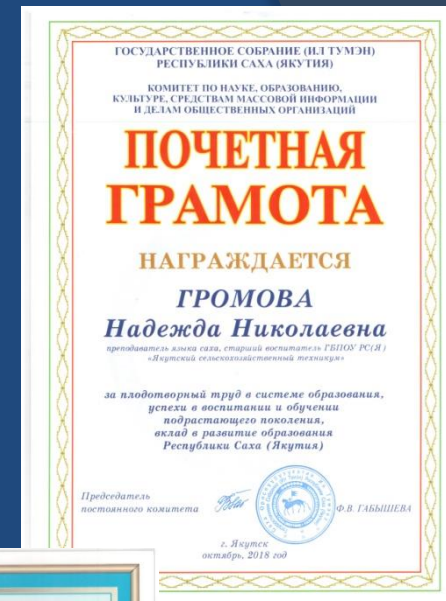 ГОСУДАРСТВЕННОЕ СОБРАНИЕ (ИЛ ТУМЭН)
РЕСПУБЛИКИ САХА (ЯКУТИЯ)
КОМИТЕТ ПО НАУКЕ, ОБРАЗОВАНИЮ,
КУЛЬТУРЕ, СРЕДСТВАМ МАССОВОЙ ИНФОРМАЦИИ
И ДЕЛАМ ОБЩЕСТВЕННЫХ ОРГАНИЗАЦИЙ
ПОЧЕТНАЯ
ГРАМОТА
НАГРАЖДАЕТСЯ
ГРОМОВА
Надежда Николаевна
преподаватель языка саха, старший воспитатель ГБПОУ РС(Я)
«Якутский сельскохозяйственный техникум»
за плодотворный труд в системе образования,
успехи в воспитании и обучении
подрастающего поколения,
вклад в развитие образования
Республики Саха (Якутия)
Председатель
постоянного комитета Ф.В. ГАБЫШЕВА
г. Якутск
октябрь, 2018 год